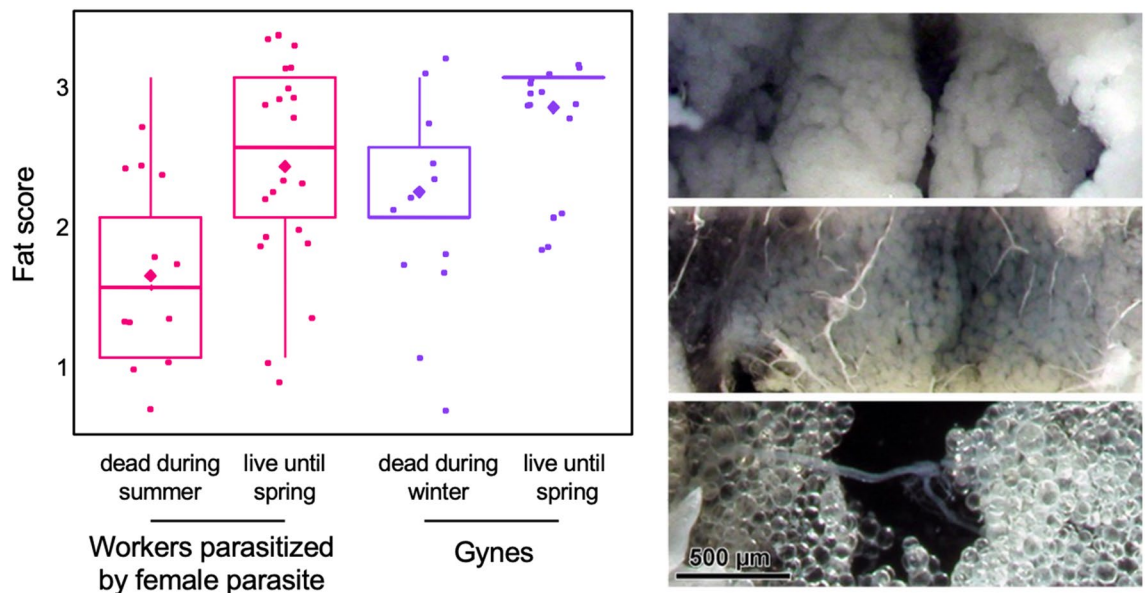 Fat score
3
2
1
dead during
summer
live until
spring
dead during
winter
live until
spring
Workers parasitized
by female parasite
Gynes
500 µm